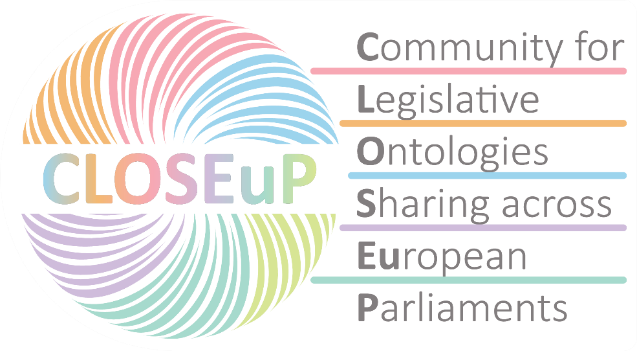 CLOSEuP
Community for
Legislative
Ontologies
Sharing across
European
Parliaments